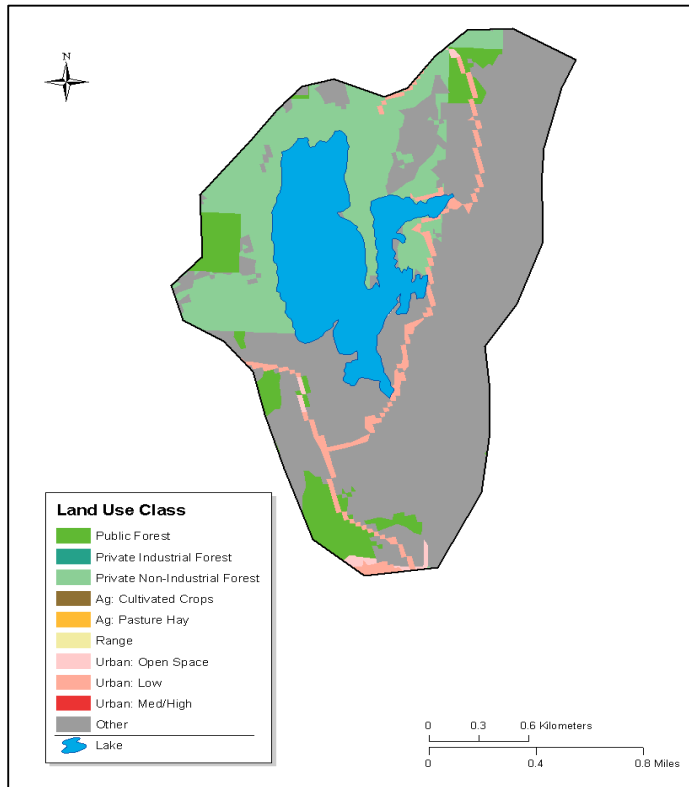 N
Land Use Class
Public Forest
Private Industrial Forest
Private Non-Industrial Forest
Ag: Cultivated Crops
Ag: Pasture Hay
Range
Urban: Open Space
Urban: Low
Urban: Med/High
Other
Lake
0 0.3 0.6 Kilometers
0 0.4 0.8 Miles